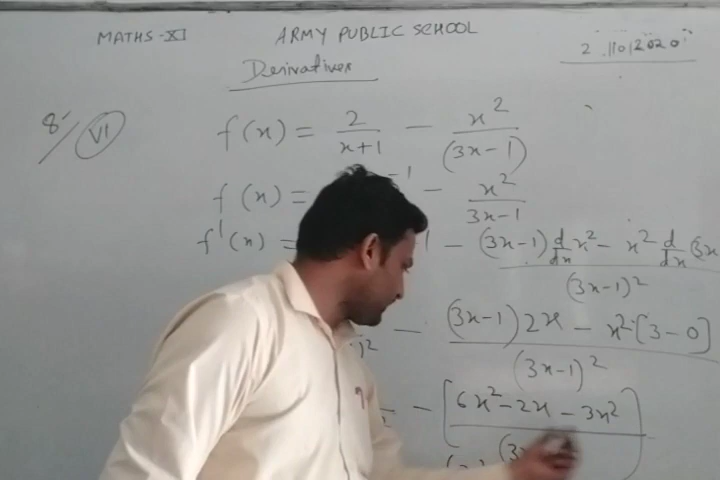 MATHS-XI ARMY PUBLIC SCHOOL 2.10.2020
Derivatives
8 VI f(x) = 2/(x+1) − x²/(3x−1)
f(x) = ⁻¹ − x²/(3x−1)
f'(x) = − ((3x−1) d/dx x² − x² d/dx (3x)/(3x−1)²
− ((3x−1)2x − x²·[3−0])/(3x−1)²
− [(6x²−2x−3x²)/(3x